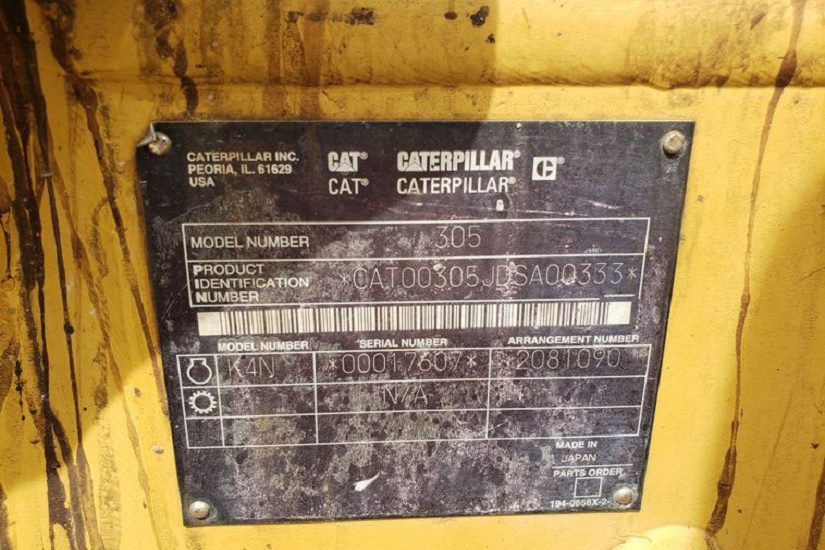 CATERPILLAR INC.
PEORIA, IL. 61629
USA
CAT® CATERPILLAR® C®
CAT® CATERPILLAR®
MODEL NUMBER 305
PRODUCT IDENTIFICATION NUMBER *CAT00305JDSA00333*
MODEL NUMBER SERIAL NUMBER ARRANGEMENT NUMBER
K4N *00017607* 2081090
N/A
MADE IN
JAPAN
PARTS ORDER